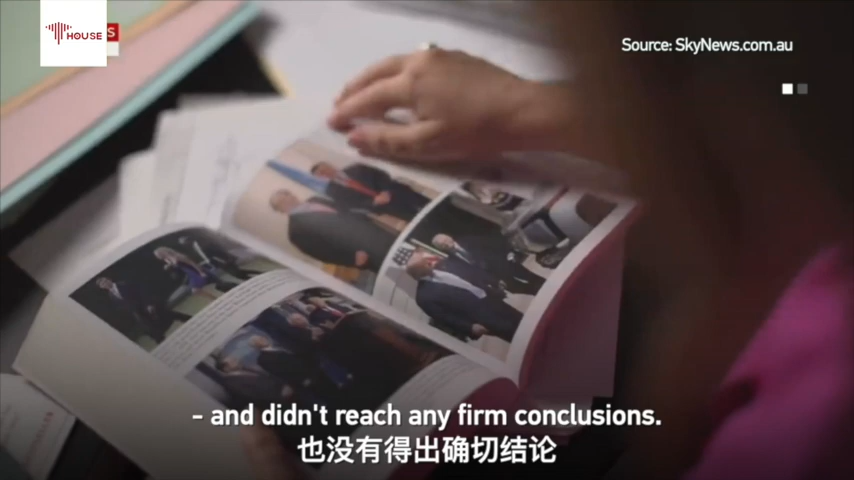 HOUSE
S
Source: SkyNews.com.au
- and didn't reach any firm conclusions.
也没有得出确切结论